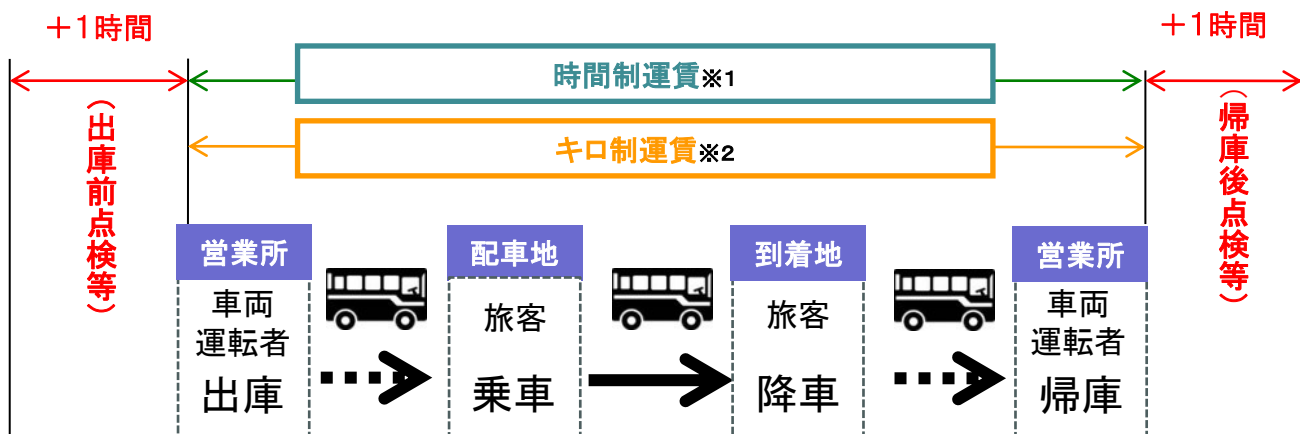 +1時間
+1時間
時間制運賃※1
(出庫前点検等)
(帰庫後点検等)
キロ制運賃※2
営業所
配車地
到着地
営業所
車両
運転者
出庫
旅客
乗車
旅客
降車
車両
運転者
帰庫